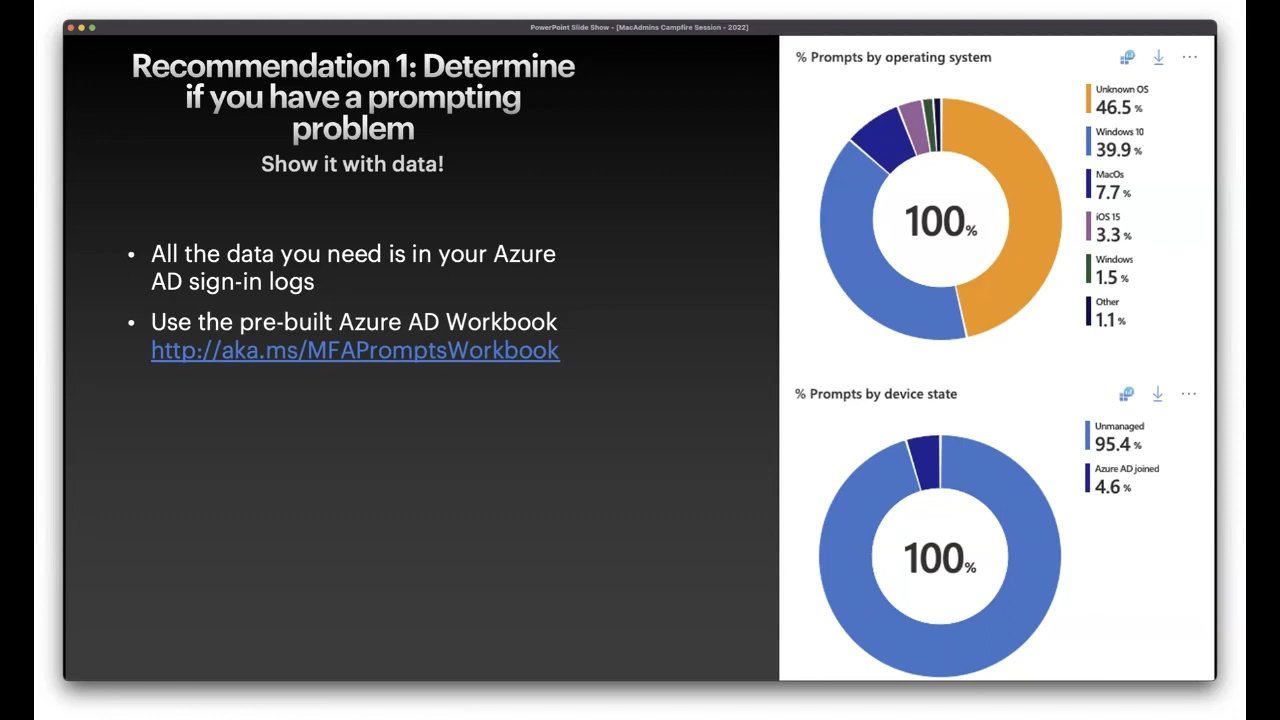 PowerPoint Slide Show - [MacAdmins Campfire Session - 2022]
Recommendation 1: Determine
if you have a prompting
problem
Show it with data!
• All the data you need is in your Azure
AD sign-in logs
• Use the pre-built Azure AD Workbook
http://aka.ms/MFAPromptsWorkbook
% Prompts by operating system
100%
Unknown OS
46.5 %
Windows 10
39.9 %
MacOs
7.7 %
iOS 15
3.3 %
Windows
1.5 %
Other
1.1 %
% Prompts by device state
100%
Unmanaged
95.4 %
Azure AD joined
4.6 %